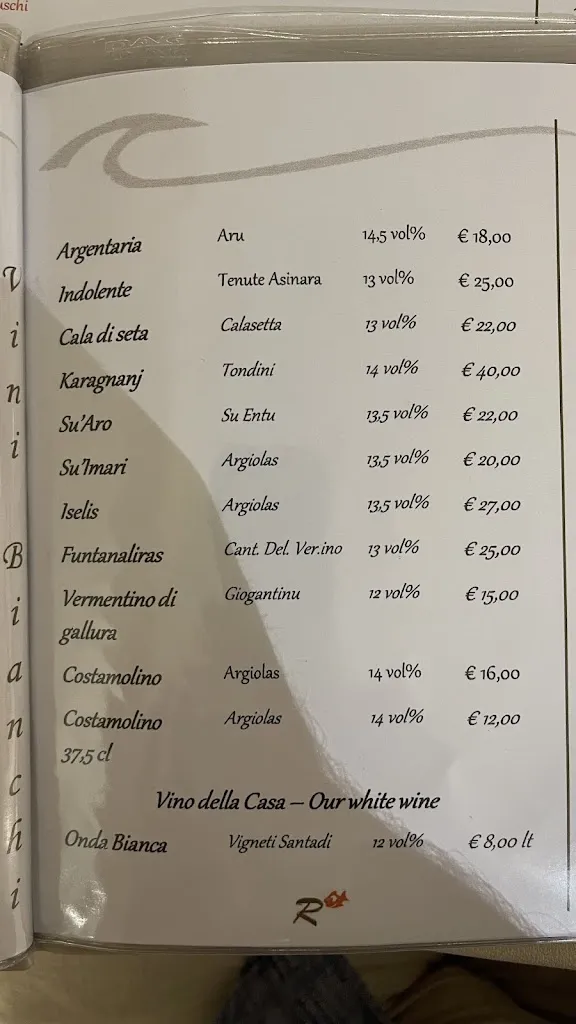 uschi
Vini Bianchi
Argentaria Aru 14,5 vol% € 18,00
Indolente Tenute Asinara 13 vol% € 25,00
Cala di seta Calasetta 13 vol% € 22,00
Karagnanj Tondini 14 vol% € 40,00
Su'Aro Su Entu 13,5 vol% € 22,00
Su'Imari Argiolas 13,5 vol% € 20,00
Iselis Argiolas 13,5 vol% € 27,00
Funtanaliras Cant. Del. Ver.ino 13 vol% € 25,00
Vermentino di Giogantinu 12 vol% € 15,00
gallura
Costamolino Argiolas 14 vol% € 16,00
Costamolino Argiolas 14 vol% € 12,00
37,5 cl
Vino della Casa – Our white wine
Onda Bianca Vigneti Santadi 12 vol% € 8,00 lt
R